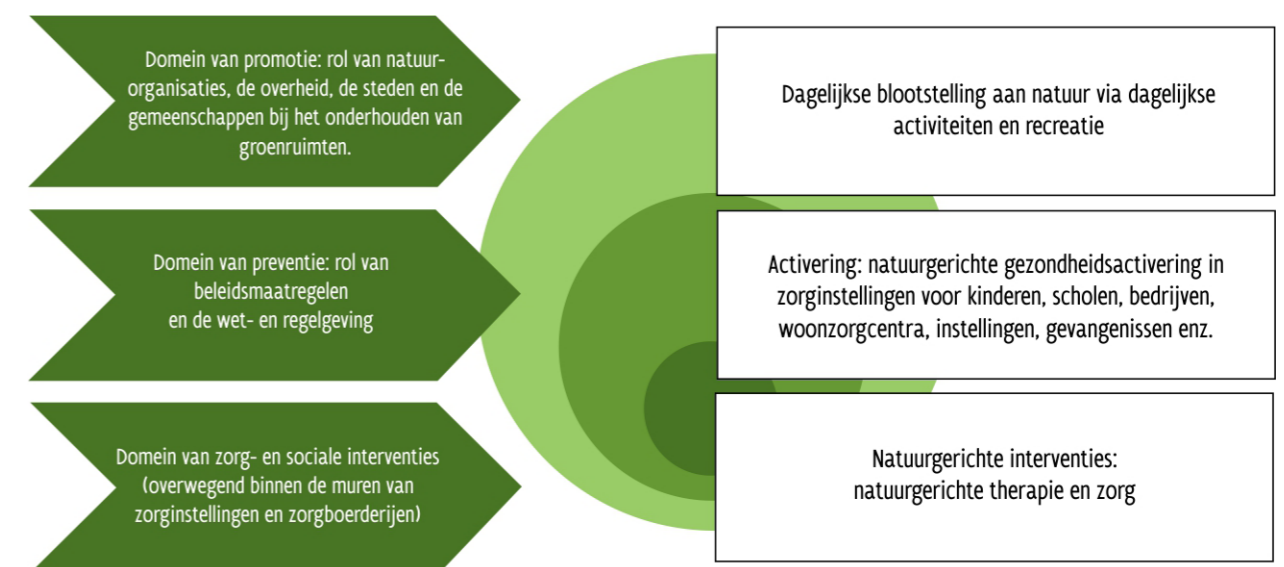 Domein van promotie: rol van natuur-
organisaties, de overheid, de steden en de
gemeenschappen bij het onderhouden van
groenruimten.
Dagelijkse blootstelling aan natuur via dagelijkse
activiteiten en recreatie
Domein van preventie: rol van
beleidsmaatregelen
en de wet- en regelgeving
Activering: natuurgerichte gezondheidsactivering in
zorginstellingen voor kinderen, scholen, bedrijven,
woonzorgcentra, instellingen, gevangenissen enz.
Domein van zorg- en sociale interventies
(overwegend binnen de muren van
zorginstellingen en zorgboerderijen)
Natuurgerichte interventies:
natuurgerichte therapie en zorg